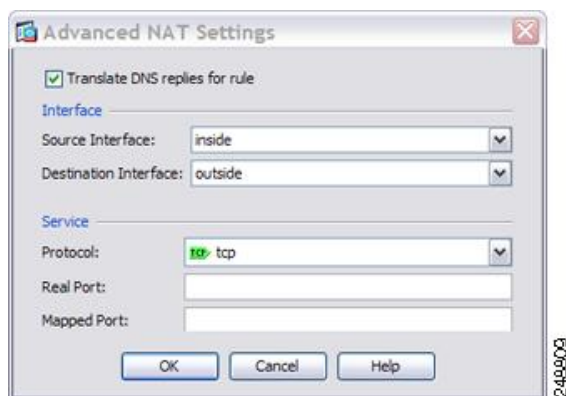 Advanced NAT Settings
Translate DNS replies for rule
Interface
Source Interface: inside
Destination Interface: outside
Service
Protocol: TCP tcp
Real Port:
Mapped Port:
OK Cancel Help
248809